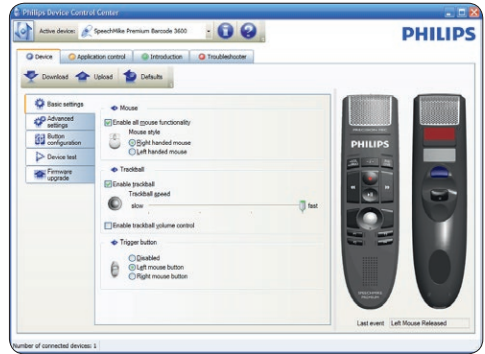 Philips Device Control Center
Active device: SpeechMike Premium Barcode 3600
PHILIPS
Device Application control Introduction Troubleshooter
Download Upload Defaults
Basic settings
Advanced settings
Button configuration
Device test
Firmware upgrade
Mouse
Enable all mouse functionality
Mouse style
Right handed mouse
Left handed mouse
Trackball
Enable trackball
Trackball speed
slow fast
Enable trackball volume control
Trigger button
Disabled
Left mouse button
Right mouse button
PHILIPS
Last event Left Mouse Released
Number of connected devices: 1